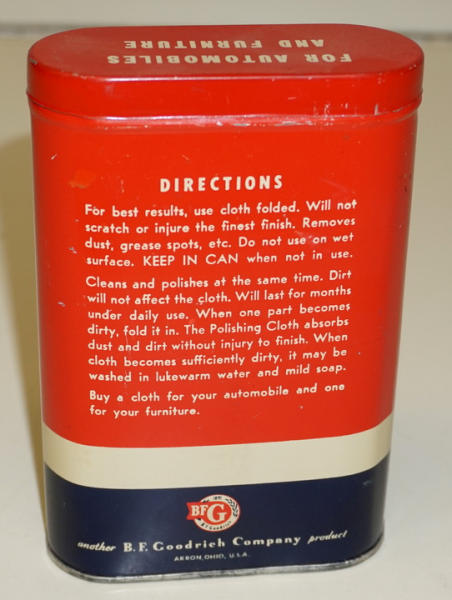 FOR AUTOMOBILES
AND FURNITURE
DIRECTIONS
For best results, use cloth folded. Will not
scratch or injure the finest finish. Removes
dust, grease spots, etc. Do not use on wet
surface. KEEP IN CAN when not in use.
Cleans and polishes at the same time. Dirt
will not affect the cloth. Will last for months
under daily use. When one part becomes
dirty, fold it in. The Polishing Cloth absorbs
dust and dirt without injury to finish. When
cloth becomes sufficiently dirty, it may be
washed in lukewarm water and mild soap.
Buy a cloth for your automobile and one
for your furniture.
BFG
B.F. Goodrich
another B.F. Goodrich Company product
AKRON, OHIO, U.S.A.